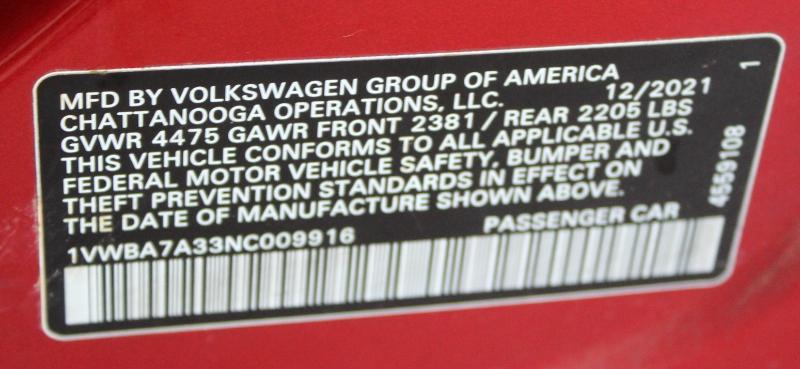 MFD BY VOLKSWAGEN GROUP OF AMERICA
CHATTANOOGA OPERATIONS, LLC. 12/2021 1
GVWR 4475 GAWR FRONT 2381/ REAR 2205 LBS
THIS VEHICLE CONFORMS TO ALL APPLICABLE U.S.
FEDERAL MOTOR VEHICLE SAFETY, BUMPER AND
THEFT PREVENTION STANDARDS IN EFFECT ON
THE DATE OF MANUFACTURE SHOWN ABOVE.
1VWBA7A33NC009916 PASSENGER CAR
4559108